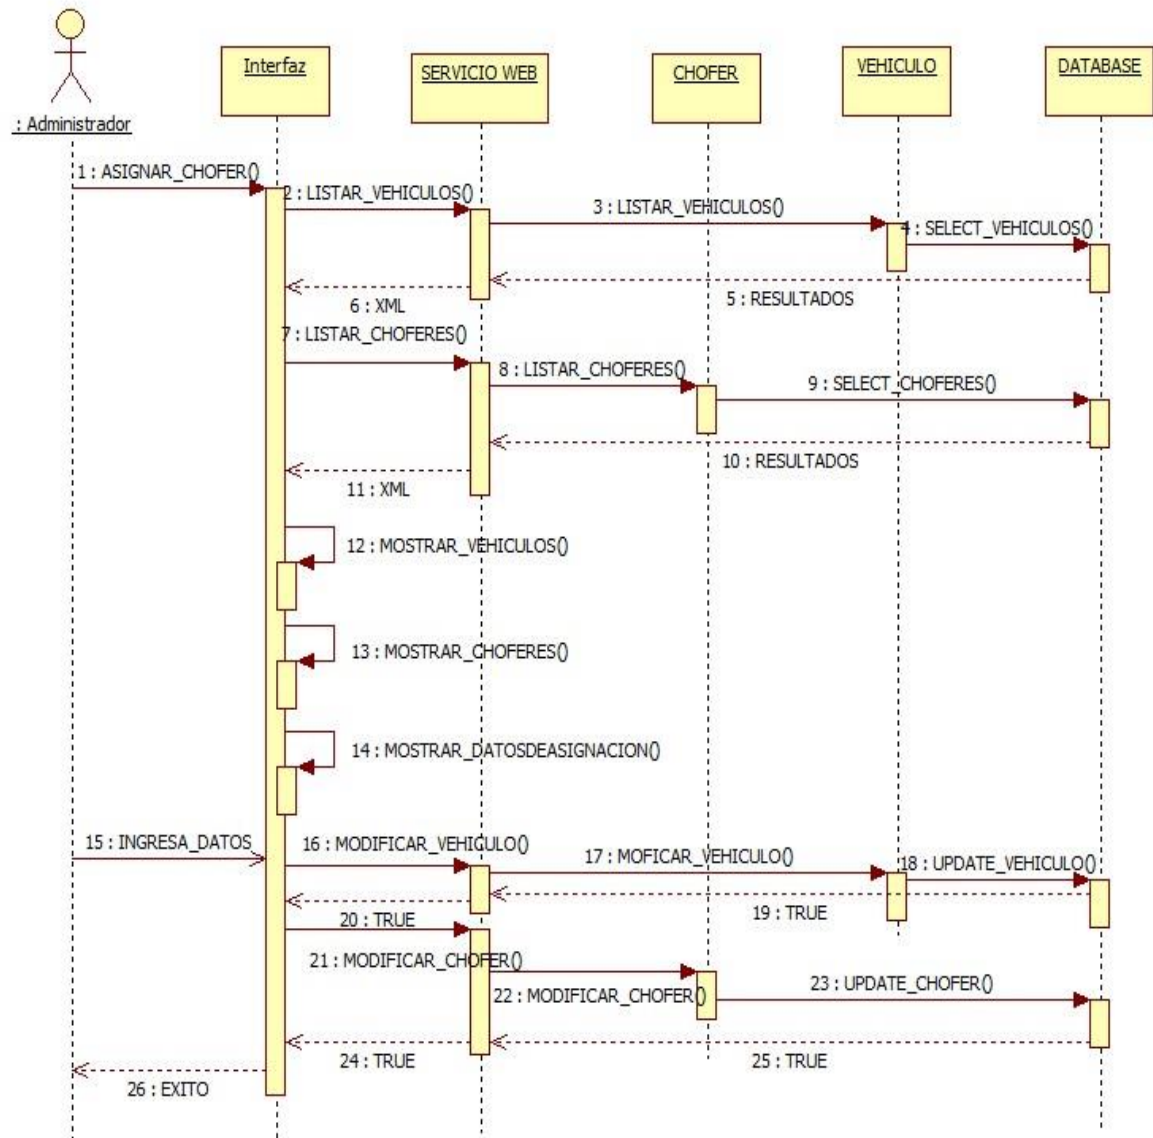 : Administrador
Interfaz
SERVICIO WEB
CHOFER
VEHICULO
DATABASE
1 : ASIGNAR_CHOFER()
2 : LISTAR_VEHICULOS()
3 : LISTAR_VEHICULOS()
4 : SELECT_VEHICULOS()
5 : RESULTADOS
6 : XML
7 : LISTAR_CHOFERES()
8 : LISTAR_CHOFERES()
9 : SELECT_CHOFERES()
10 : RESULTADOS
11 : XML
12 : MOSTRAR_VEHICULOS()
13 : MOSTRAR_CHOFERES()
14 : MOSTRAR_DATOSDEASIGNACION()
15 : INGRESA_DATOS
16 : MODIFICAR_VEHICULO()
17 : MOFICAR_VEHICULO()
18 : UPDATE_VEHICULO()
19 : TRUE
20 : TRUE
21 : MODIFICAR_CHOFER()
22 : MODIFICAR_CHOFER()
23 : UPDATE_CHOFER()
24 : TRUE
25 : TRUE
26 : EXITO